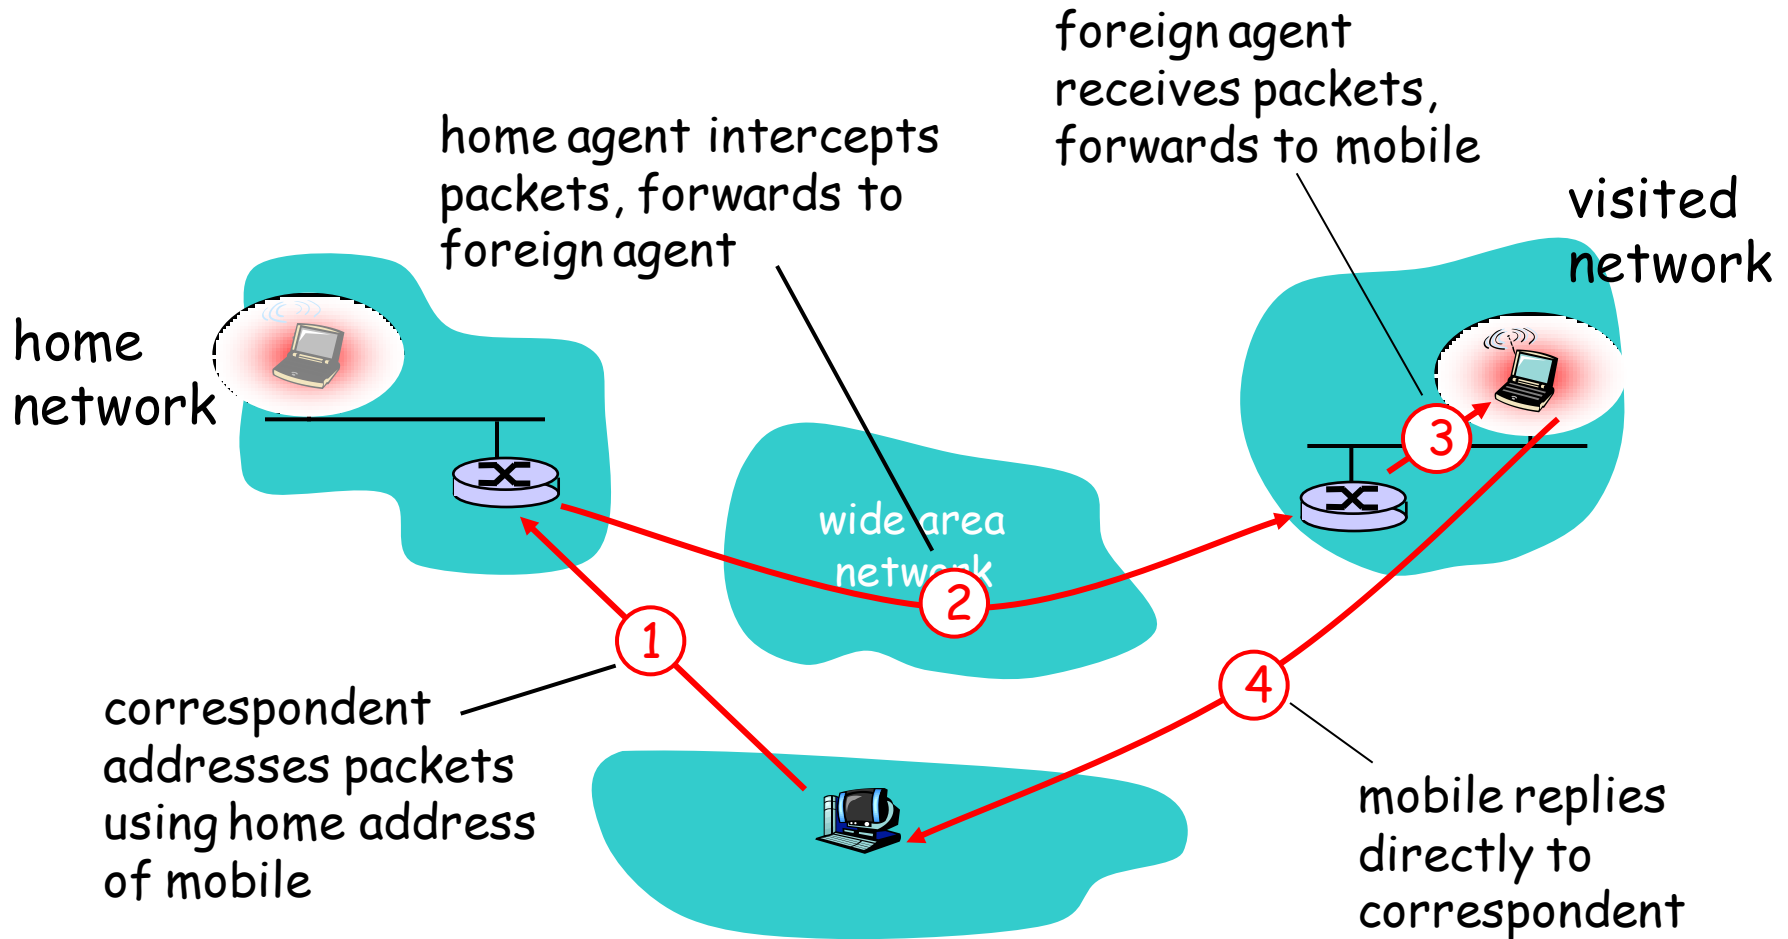 foreign agent
receives packets,
forwards to mobile
home agent intercepts
packets, forwards to
foreign agent
visited
network
home
network
3
wide area
network
2
1
4
correspondent
addresses packets
using home address
of mobile
mobile replies
directly to
correspondent